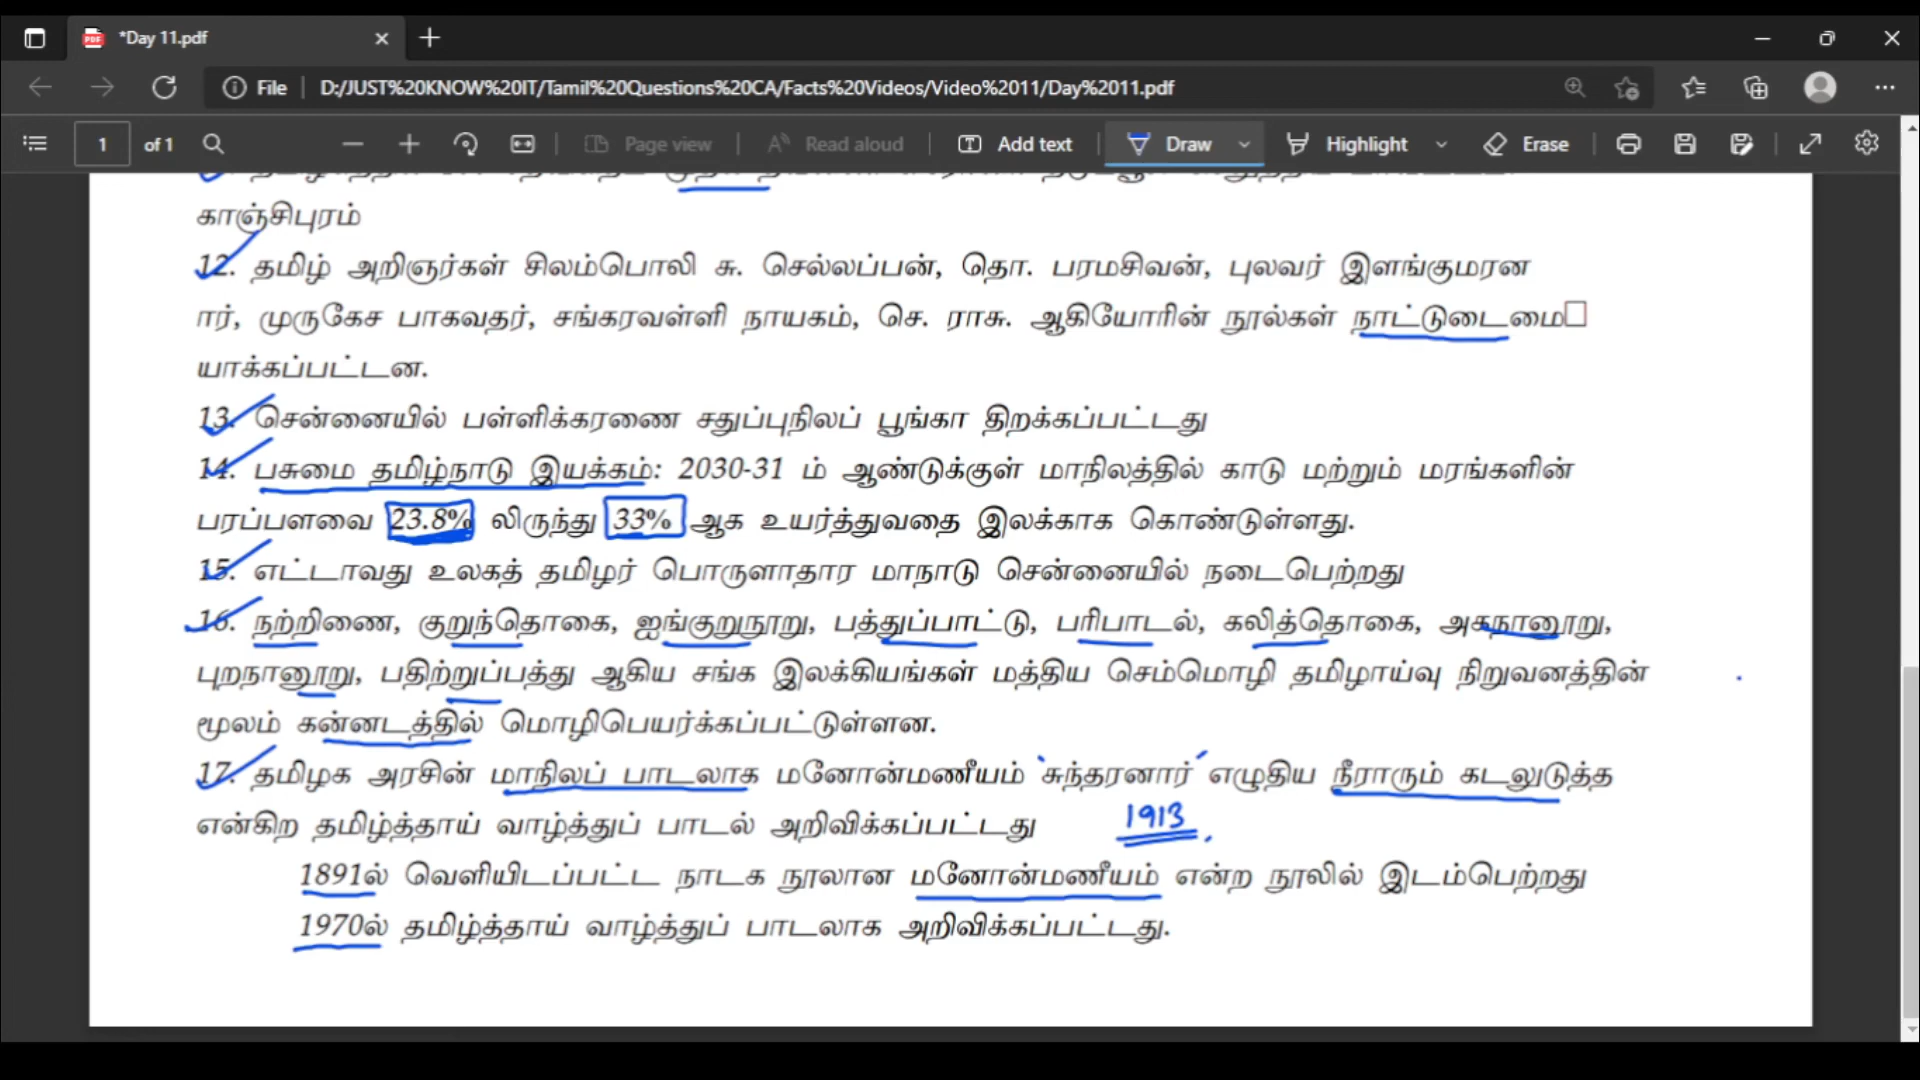 *Day 11.pdf
File D:/JUST%20KNOW%20IT/Tamil%20Questions%20CA/Facts%20Videos/Video%2011/Day%2011.pdf
1 of 1 Page view Read aloud Add text Draw Highlight Erase
காஞ்சிபுரம்
12. தமிழ் அறிஞர்கள் சிலம்பொலி சு. செல்லப்பன், தொ. பரமசிவன், புலவர் இளங்குமரன
ார், முருகேச பாகவதர், சங்கரவள்ளி நாயகம், செ. ராசு. ஆகியோரின் நூல்கள் நாட்டுடைமை
யாக்கப்பட்டன.
13. சென்னையில் பள்ளிக்கரணை சதுப்புநிலப் பூங்கா திறக்கப்பட்டது
14. பசுமை தமிழ்நாடு இயக்கம்: 2030-31 ம் ஆண்டுக்குள் மாநிலத்தில் காடு மற்றும் மரங்களின்
பரப்பளவை 23.8% லிருந்து 33% ஆக உயர்த்துவதை இலக்காக கொண்டுள்ளது.
15. எட்டாவது உலகத் தமிழர் பொருளாதார மாநாடு சென்னையில் நடைபெற்றது
16. நற்றிணை, குறுந்தொகை, ஐங்குறுநூறு, பத்துப்பாட்டு, பரிபாடல், கலித்தொகை, அகநானூறு,
புறநானூறு, பதிற்றுப்பத்து ஆகிய சங்க இலக்கியங்கள் மத்திய செம்மொழி தமிழாய்வு நிறுவனத்தின்
மூலம் கன்னடத்தில் மொழிபெயர்க்கப்பட்டுள்ளன.
17. தமிழக அரசின் மாநிலப் பாடலாக மனோன்மணீயம் சுந்தரனார் எழுதிய நீராரும் கடலுடுத்த
என்கிற தமிழ்த்தாய் வாழ்த்துப் பாடல் அறிவிக்கப்பட்டது 1913
1891ல் வெளியிடப்பட்ட நாடக நூலான மனோன்மணீயம் என்ற நூலில் இடம்பெற்றது
1970ல் தமிழ்த்தாய் வாழ்த்துப் பாடலாக அறிவிக்கப்பட்டது.